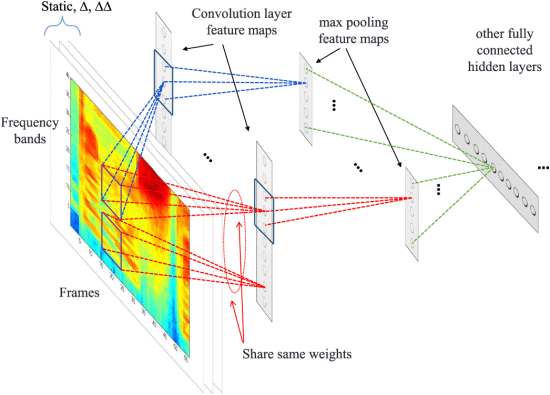 Static, Δ, ΔΔ
Convolution layer
feature maps
max pooling
feature maps
other fully
connected
hidden layers
Frequency
bands
Frames
Share same weights